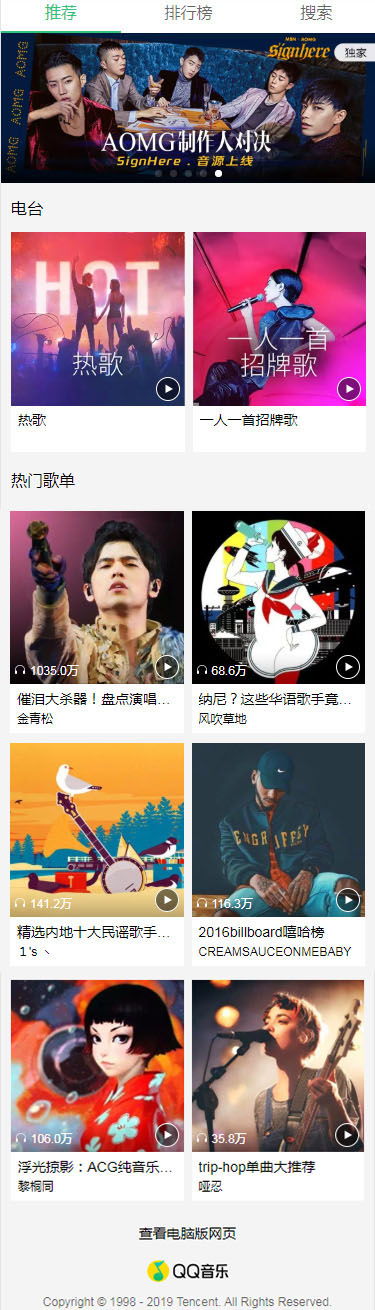 推荐
排行榜
搜索
MBN · AOMG
SignHere
独家
AOMG
AOMG
AOMG
AOMG制作人对决
SignHere . 音源上线
电台
HOT
热歌
一人一首
招牌歌
热歌
一人一首招牌歌
热门歌单
1035.0万
68.6万
催泪大杀器！盘点演唱…
纳尼？这些华语歌手竟…
金青松
风吹草地
ENGRIFFEY
141.2万
116.3万
精选内地十大民谣歌手…
2016billboard嘻哈榜
1's ヽ
CREAMSAUCEONMEBABY
106.0万
35.8万
浮光掠影：ACG纯音乐…
trip-hop单曲大推荐
黎桐同
哑忍
查看电脑版网页
QQ音乐
Copyright © 1998 - 2019 Tencent. All Rights Reserved.